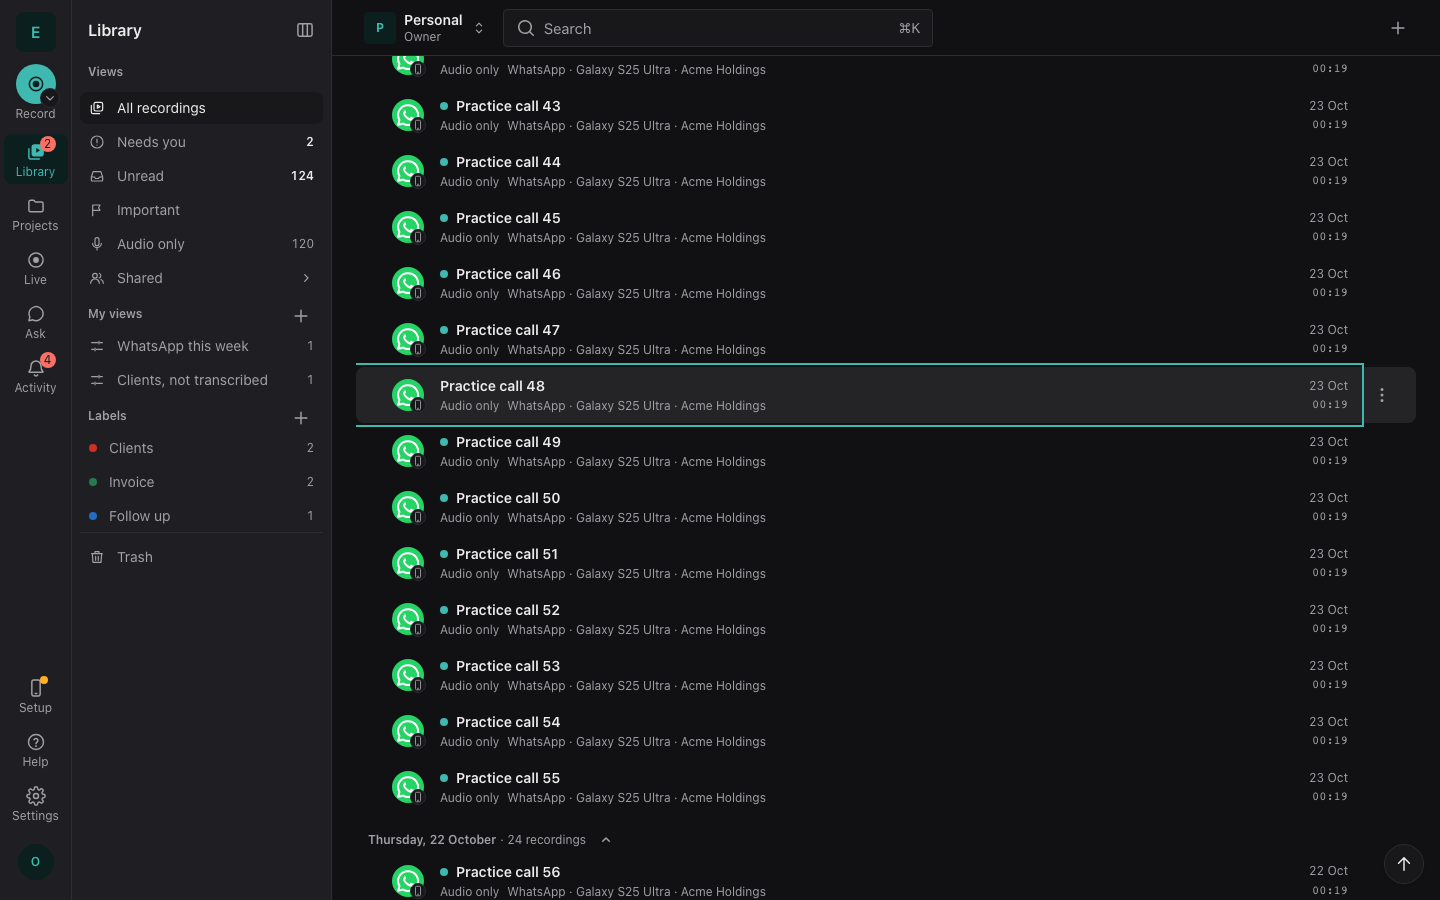 E
Record
2
Library
Projects
Live
Ask
4
Activity
Setup
Help
Settings
O
Library
Views
All recordings
Needs you 2
Unread 124
Important
Audio only 120
Shared
My views
WhatsApp this week 1
Clients, not transcribed 1
Labels
Clients 2
Invoice 2
Follow up 1
Trash
P
Personal
Owner
Search ⌘K
Audio only WhatsApp · Galaxy S25 Ultra · Acme Holdings 00:19
Practice call 43 23 Oct
Audio only WhatsApp · Galaxy S25 Ultra · Acme Holdings 00:19
Practice call 44 23 Oct
Audio only WhatsApp · Galaxy S25 Ultra · Acme Holdings 00:19
Practice call 45 23 Oct
Audio only WhatsApp · Galaxy S25 Ultra · Acme Holdings 00:19
Practice call 46 23 Oct
Audio only WhatsApp · Galaxy S25 Ultra · Acme Holdings 00:19
Practice call 47 23 Oct
Audio only WhatsApp · Galaxy S25 Ultra · Acme Holdings 00:19
Practice call 48 23 Oct
Audio only WhatsApp · Galaxy S25 Ultra · Acme Holdings 00:19
Practice call 49 23 Oct
Audio only WhatsApp · Galaxy S25 Ultra · Acme Holdings 00:19
Practice call 50 23 Oct
Audio only WhatsApp · Galaxy S25 Ultra · Acme Holdings 00:19
Practice call 51 23 Oct
Audio only WhatsApp · Galaxy S25 Ultra · Acme Holdings 00:19
Practice call 52 23 Oct
Audio only WhatsApp · Galaxy S25 Ultra · Acme Holdings 00:19
Practice call 53 23 Oct
Audio only WhatsApp · Galaxy S25 Ultra · Acme Holdings 00:19
Practice call 54 23 Oct
Audio only WhatsApp · Galaxy S25 Ultra · Acme Holdings 00:19
Practice call 55 23 Oct
Audio only WhatsApp · Galaxy S25 Ultra · Acme Holdings 00:19
Thursday, 22 October · 24 recordings
Practice call 56 22 Oct
Audio only WhatsApp · Galaxy S25 Ultra · Acme Holdings 00:19